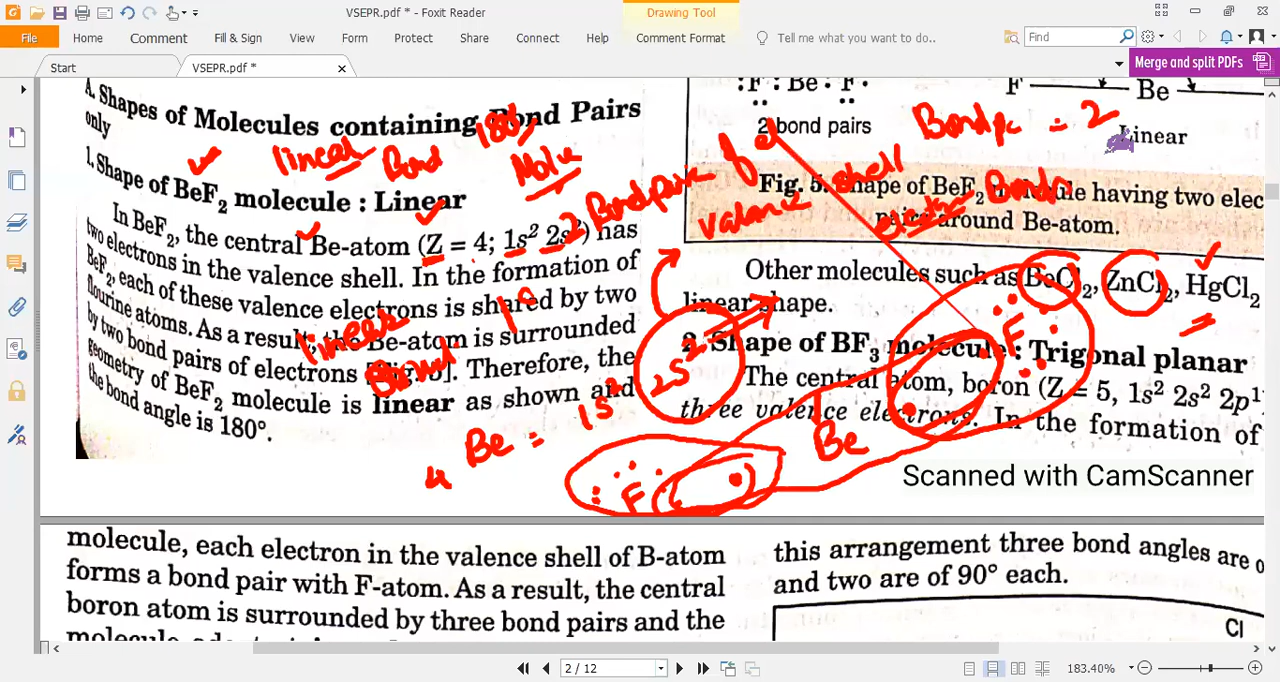 VSEPR.pdf * - Foxit Reader
Drawing Tool
File
Home
Comment
Fill & Sign
View
Form
Protect
Share
Connect
Help
Comment Format
Tell me what you want to do..
Find
Start
VSEPR.pdf *
Merge and split PDFs
A. Shapes of Molecules containing Bond Pairs
only
1. Shape of BeF2 molecule : Linear
In BeF2, the central Be-atom (Z = 4; 1s² 2s²) has
two electrons in the valence shell. In the formation of
BeF2, each of these valence electrons is shared by two
flourine atoms. As a result, the Be-atom is surrounded
by two bond pairs of electrons [Fig. 5]. Therefore, the
geometry of BeF2 molecule is linear as shown and
the bond angle is 180°.
linear Bond 180°
2 Bond pair of el
1s
linear
Be = 1s² 2s²
4
:F : Be · F ·
F Be
2 bond pairs
Bond pr = 2
Linear
Fig. 5. Shape of BeF2 molecule having two elec
pairs around Be-atom.
valance shell
Bonds
Other molecules such as BeCl2, ZnCl2, HgCl2
linear shape.
2. Shape of BF3 molecule : Trigonal planar
The central atom, boron (Z = 5, 1s² 2s² 2p¹
three valence electrons. In the formation of
F
Be
F
Scanned with CamScanner
molecule, each electron in the valence shell of B-atom
forms a bond pair with F-atom. As a result, the central
boron atom is surrounded by three bond pairs and the
this arrangement three bond angles are o
and two are of 90° each.
Cl
2 / 12
183.40%